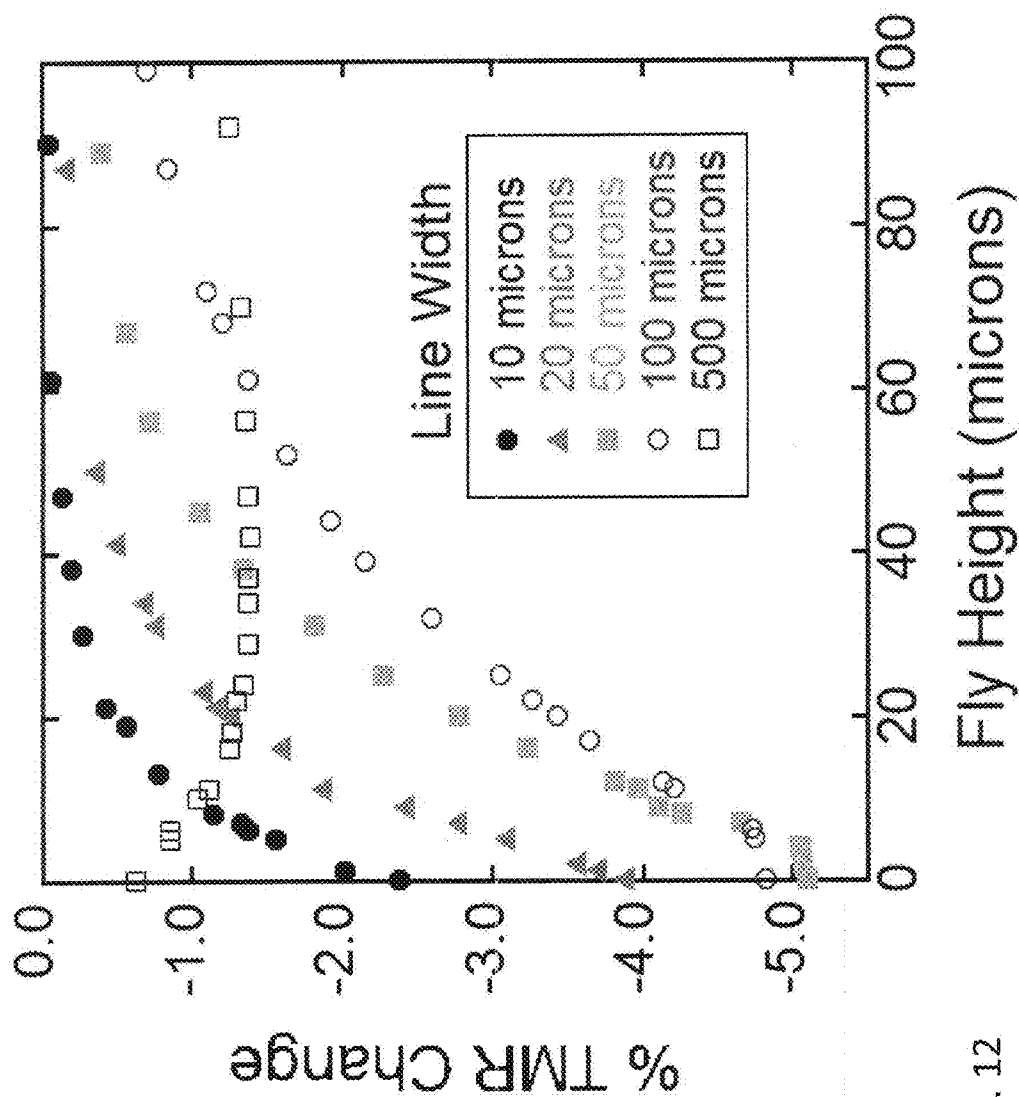 % TMR Change
0.0
-1.0
-2.0
-3.0
-4.0
-5.0
Line Width
10 microns
20 microns
50 microns
100 microns
500 microns
0
20
40
60
80
100
Fly Height (microns)
. 12